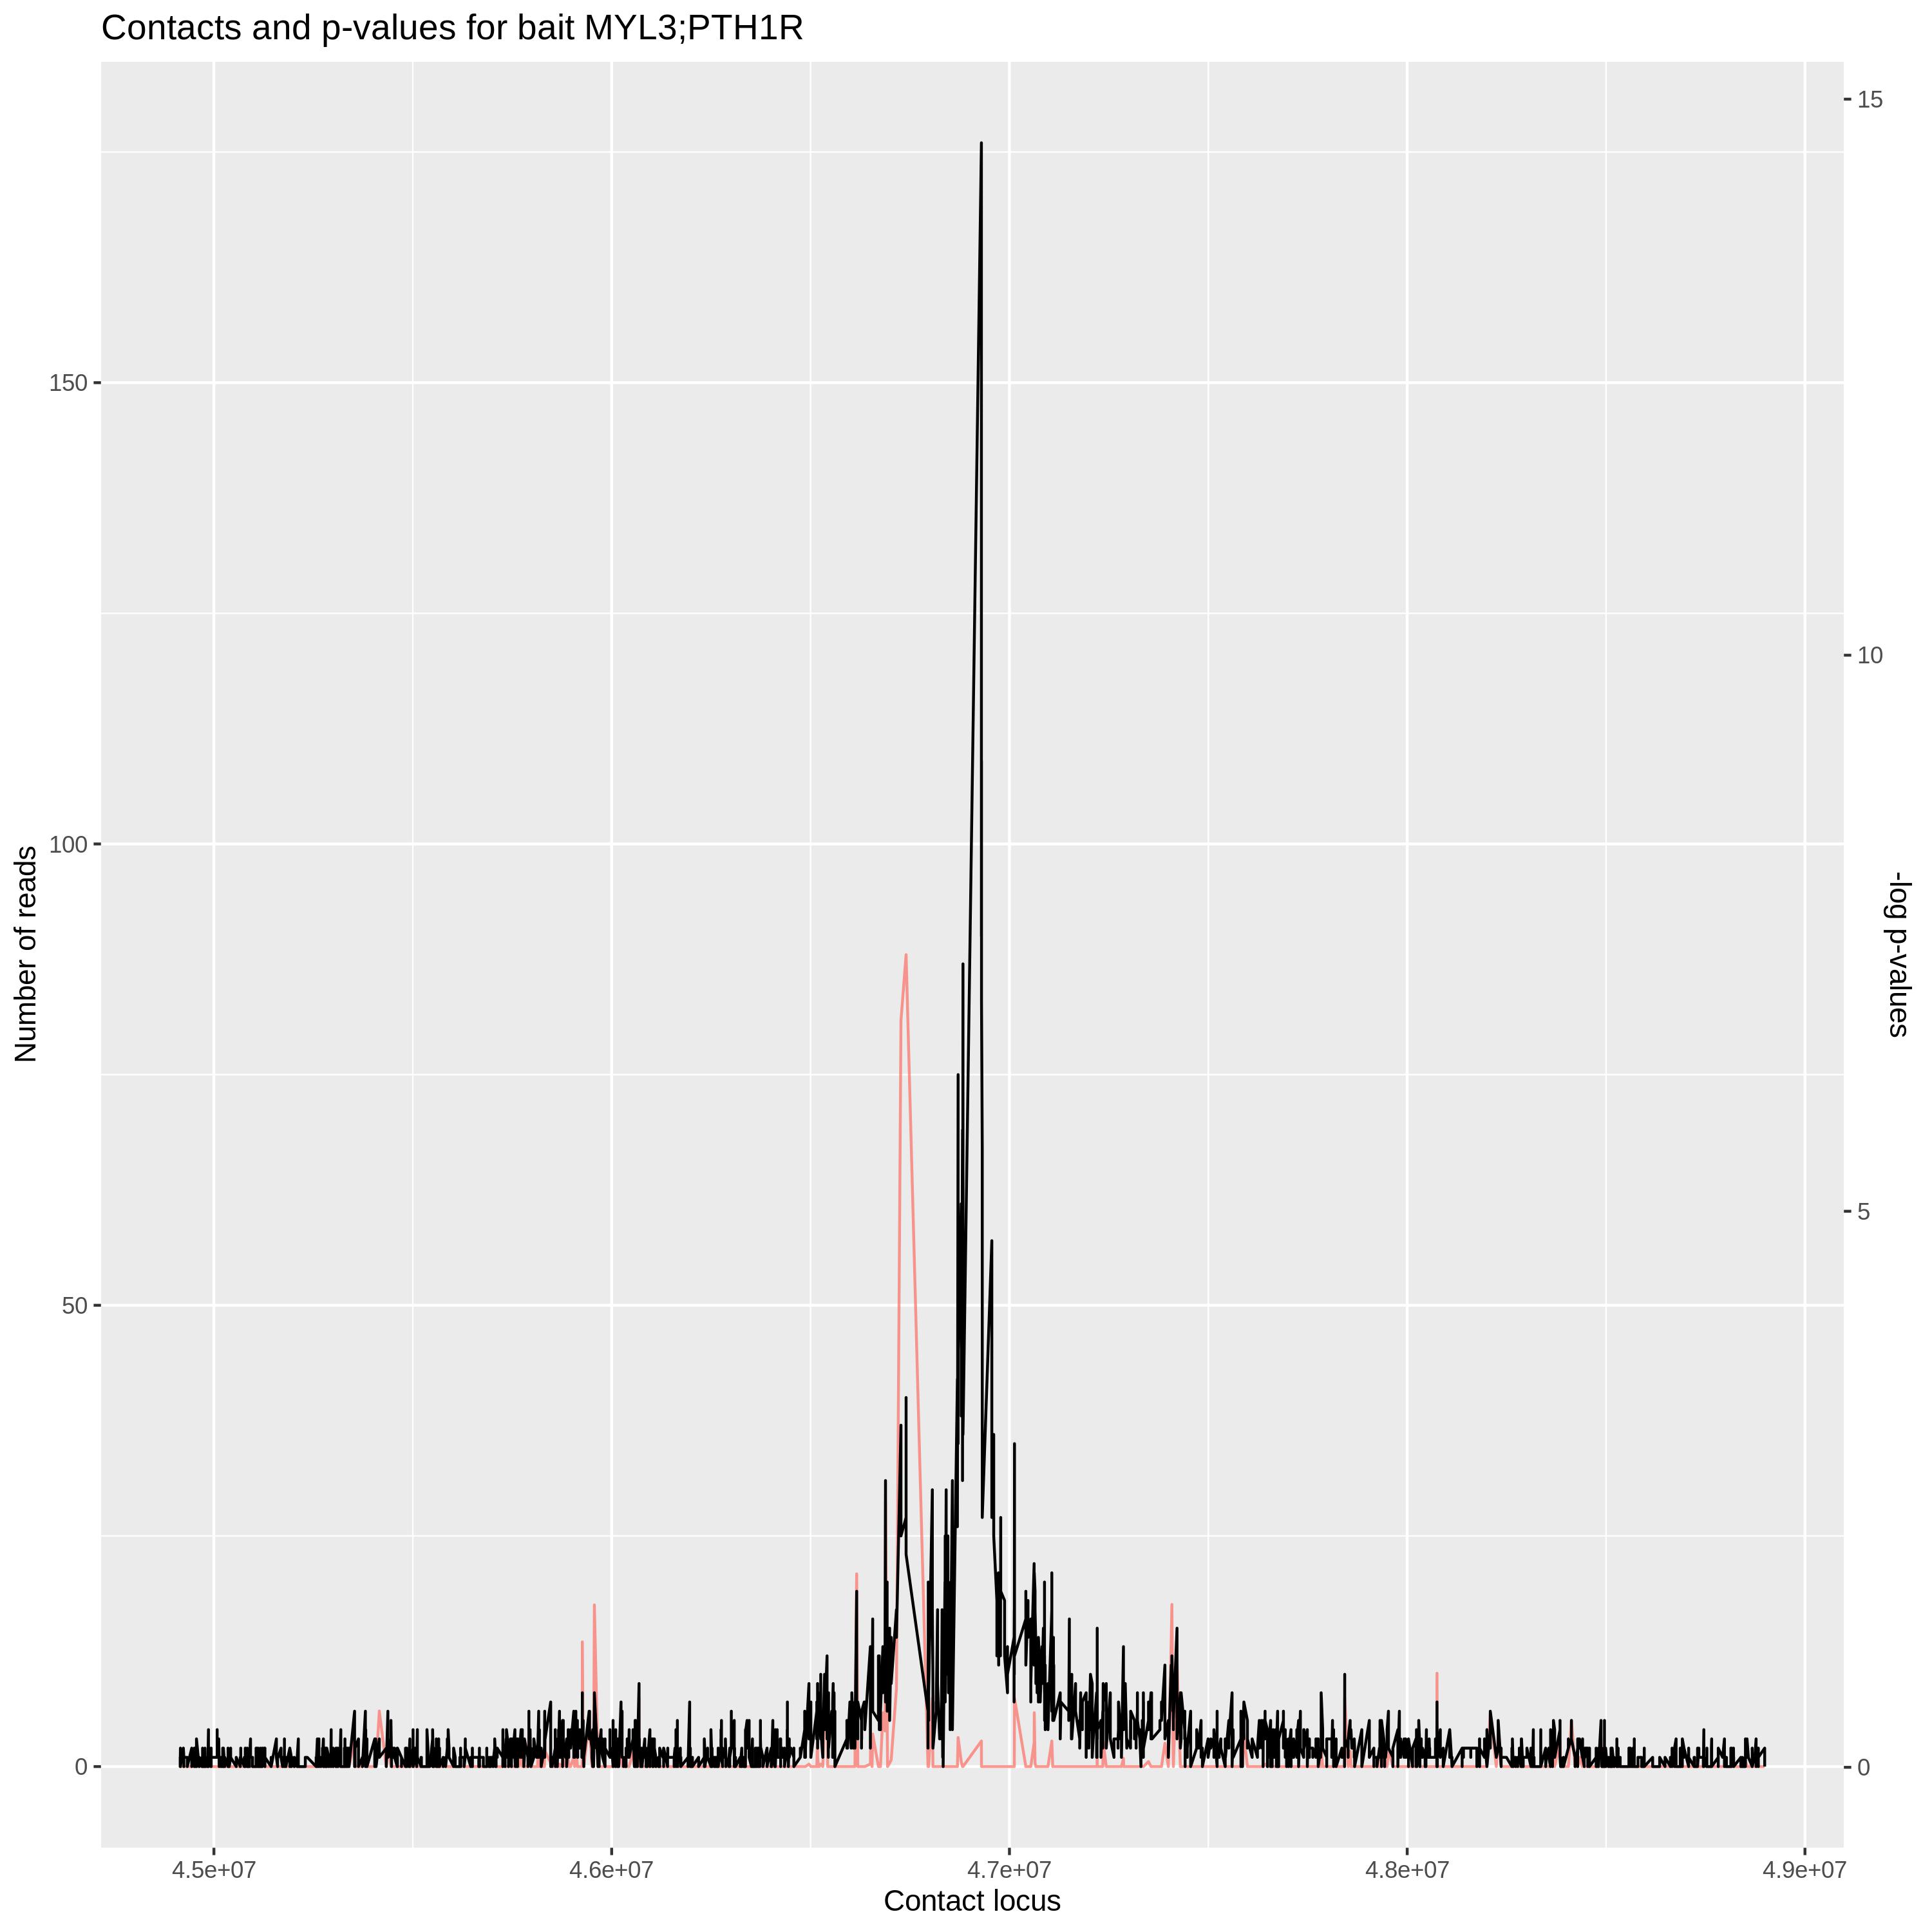 Contacts and p-values for bait MYL3;PTH1R
Number of reads
150
100
50
0
15
10
5
0
-log p-values
4.5e+07
4.6e+07
4.7e+07
4.8e+07
4.9e+07
Contact locus